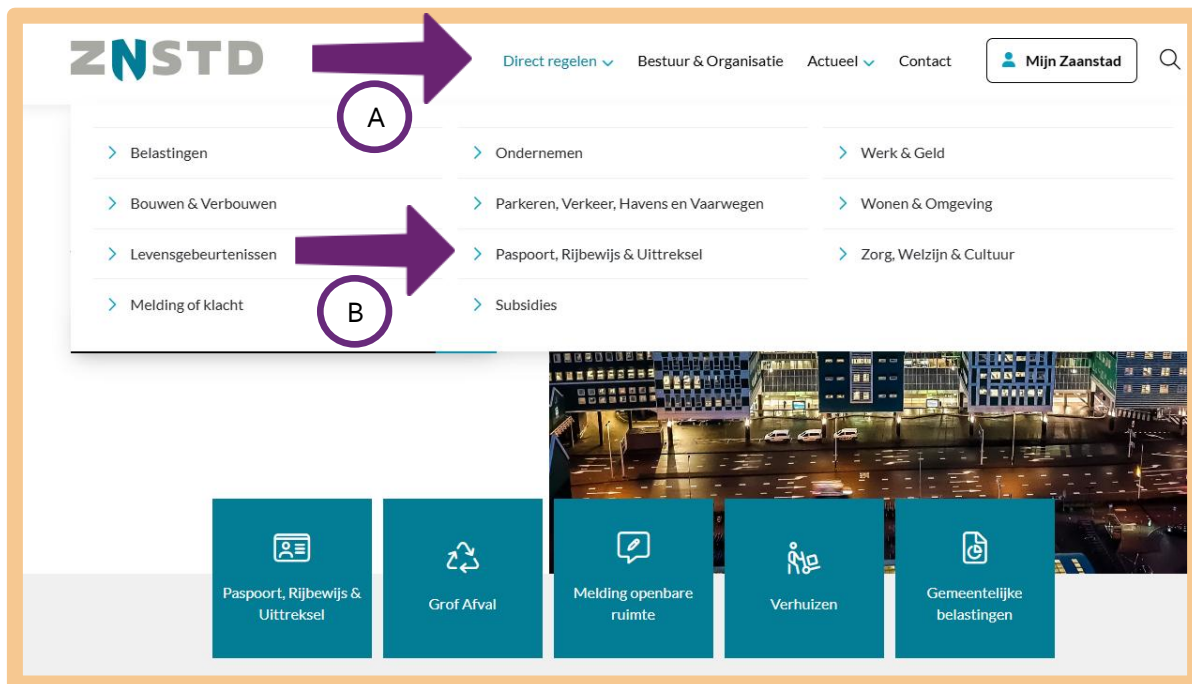 ZNSTD
Direct regelen Bestuur & Organisatie Actueel Contact Mijn Zaanstad
A
Belastingen
Ondernemen
Werk & Geld
Bouwen & Verbouwen
Parkeren, Verkeer, Havens en Vaarwegen
Wonen & Omgeving
Levensgebeurtenissen
Paspoort, Rijbewijs & Uittreksel
Zorg, Welzijn & Cultuur
Melding of klacht
B
Subsidies
Paspoort, Rijbewijs &
Uittreksel
Grof Afval
Melding openbare
ruimte
Verhuizen
Gemeentelijke
belastingen